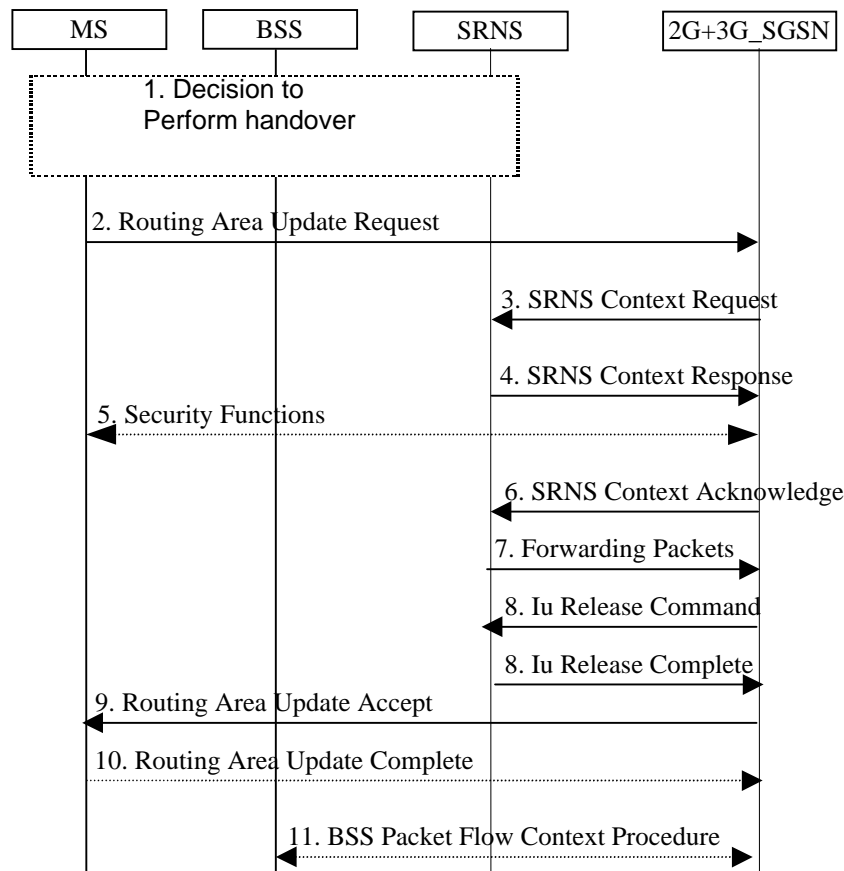 MS BSS SRNS 2G+3G_SGSN
1. Decision to
Perform handover
2. Routing Area Update Request
3. SRNS Context Request
4. SRNS Context Response
5. Security Functions
6. SRNS Context Acknowledge
7. Forwarding Packets
8. Iu Release Command
8. Iu Release Complete
9. Routing Area Update Accept
10. Routing Area Update Complete
11. BSS Packet Flow Context Procedure